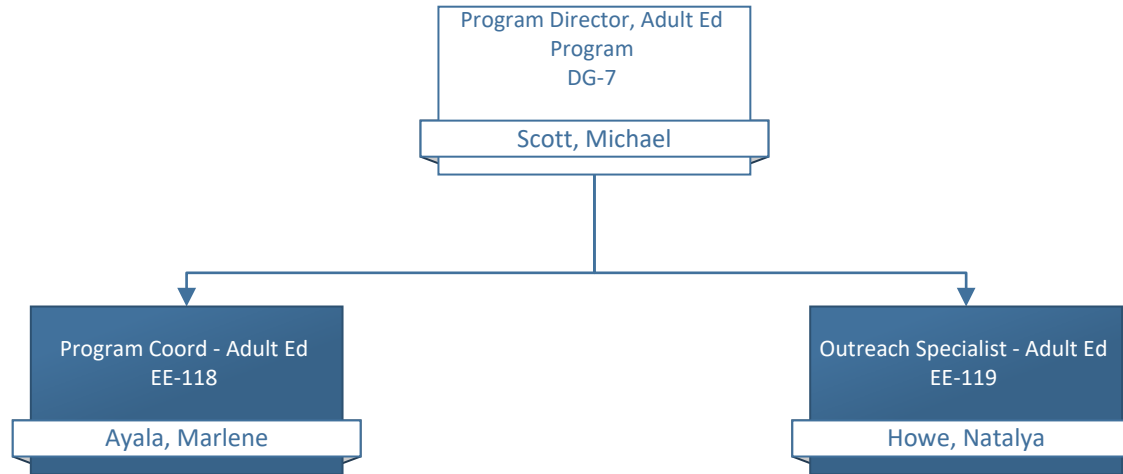 Program Director, Adult Ed
Program
DG-7
Scott, Michael
Program Coord - Adult Ed
EE-118
Ayala, Marlene
Outreach Specialist - Adult Ed
EE-119
Howe, Natalya